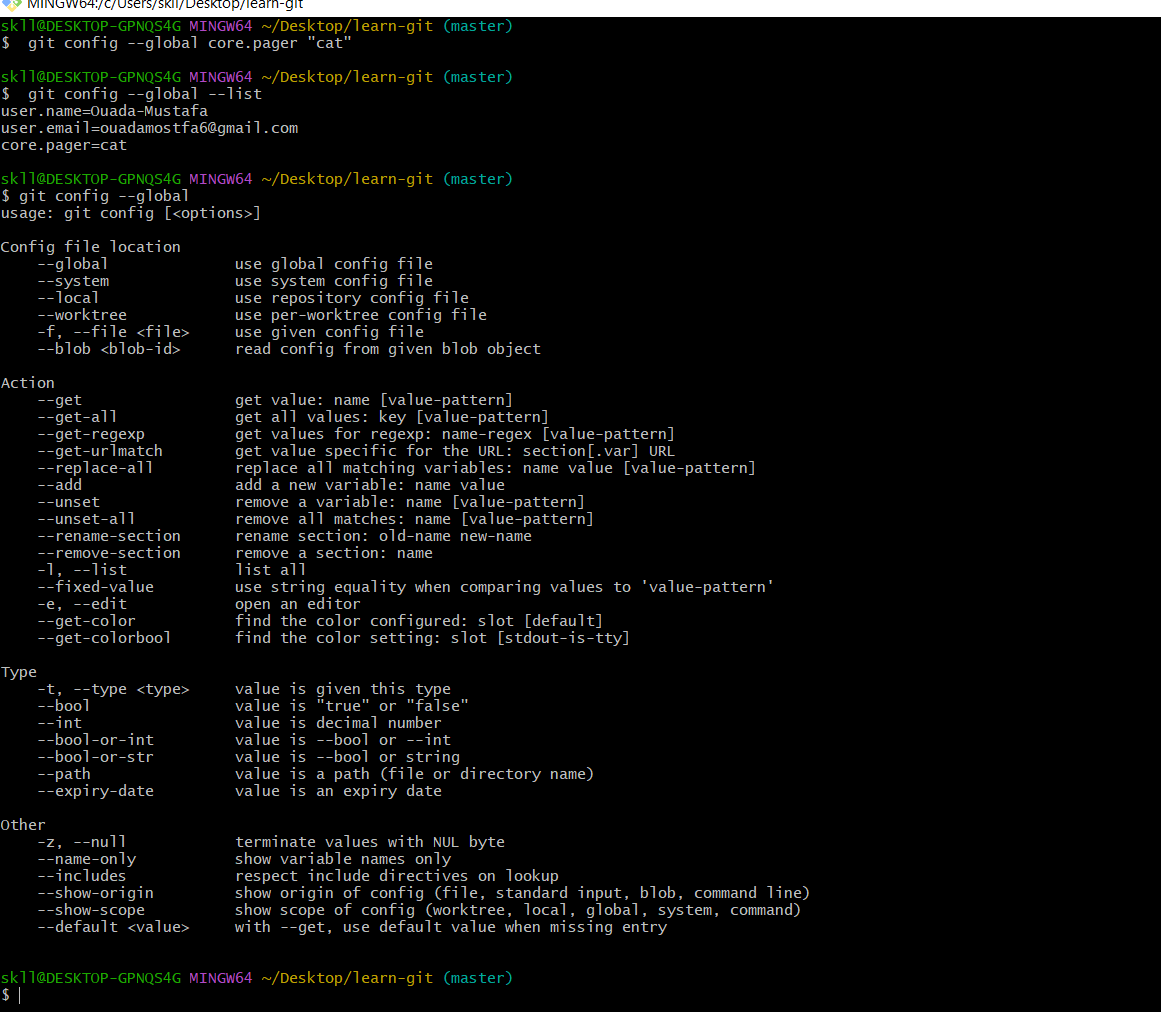 MINGW64:/c/Users/skll/Desktop/learn-git
skll@DESKTOP-GPNQS4G MINGW64 ~/Desktop/learn-git (master)
$  git config --global core.pager "cat"
skll@DESKTOP-GPNQS4G MINGW64 ~/Desktop/learn-git (master)
$  git config --global --list
user.name=Ouada-Mustafa
user.email=ouadamostfa6@gmail.com
core.pager=cat
skll@DESKTOP-GPNQS4G MINGW64 ~/Desktop/learn-git (master)
$ git config --global
usage: git config [<options>]
Config file location
    --global              use global config file
    --system              use system config file
    --local               use repository config file
    --worktree            use per-worktree config file
    -f, --file <file>     use given config file
    --blob <blob-id>      read config from given blob object
Action
    --get                 get value: name [value-pattern]
    --get-all             get all values: key [value-pattern]
    --get-regexp          get values for regexp: name-regex [value-pattern]
    --get-urlmatch        get value specific for the URL: section[.var] URL
    --replace-all         replace all matching variables: name value [value-pattern]
    --add                 add a new variable: name value
    --unset               remove a variable: name [value-pattern]
    --unset-all           remove all matches: name [value-pattern]
    --rename-section      rename section: old-name new-name
    --remove-section      remove a section: name
    -l, --list            list all
    --fixed-value         use string equality when comparing values to 'value-pattern'
    -e, --edit            open an editor
    --get-color           find the color configured: slot [default]
    --get-colorbool       find the color setting: slot [stdout-is-tty]
Type
    -t, --type <type>     value is given this type
    --bool                value is "true" or "false"
    --int                 value is decimal number
    --bool-or-int         value is --bool or --int
    --bool-or-str         value is --bool or string
    --path                value is a path (file or directory name)
    --expiry-date         value is an expiry date
Other
    -z, --null            terminate values with NUL byte
    --name-only           show variable names only
    --includes            respect include directives on lookup
    --show-origin         show origin of config (file, standard input, blob, command line)
    --show-scope          show scope of config (worktree, local, global, system, command)
    --default <value>     with --get, use default value when missing entry
skll@DESKTOP-GPNQS4G MINGW64 ~/Desktop/learn-git (master)
$